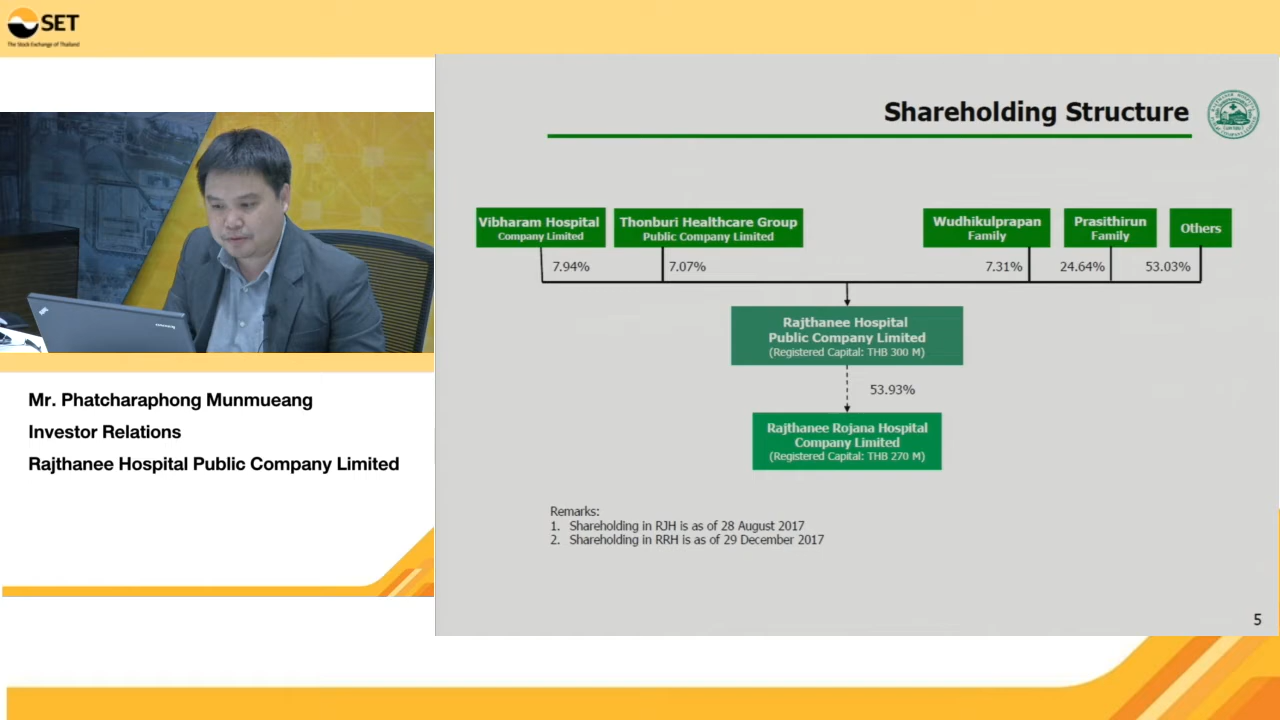 SET
The Stock Exchange of Thailand
Shareholding Structure
Vibharam Hospital
Company Limited
Thonburi Healthcare Group
Public Company Limited
Wudhikulprapan
Family
Prasithirun
Family
Others
7.94%
7.07%
7.31%
24.64%
53.03%
Rajthanee Hospital
Public Company Limited
(Registered Capital: THB 300 M)
53.93%
Rajthanee Rojana Hospital
Company Limited
(Registered Capital: THB 270 M)
Remarks:
1. Shareholding in RJH is as of 28 August 2017
2. Shareholding in RRH is as of 29 December 2017
5
Mr. Phatcharaphong Munmueang
Investor Relations
Rajthanee Hospital Public Company Limited